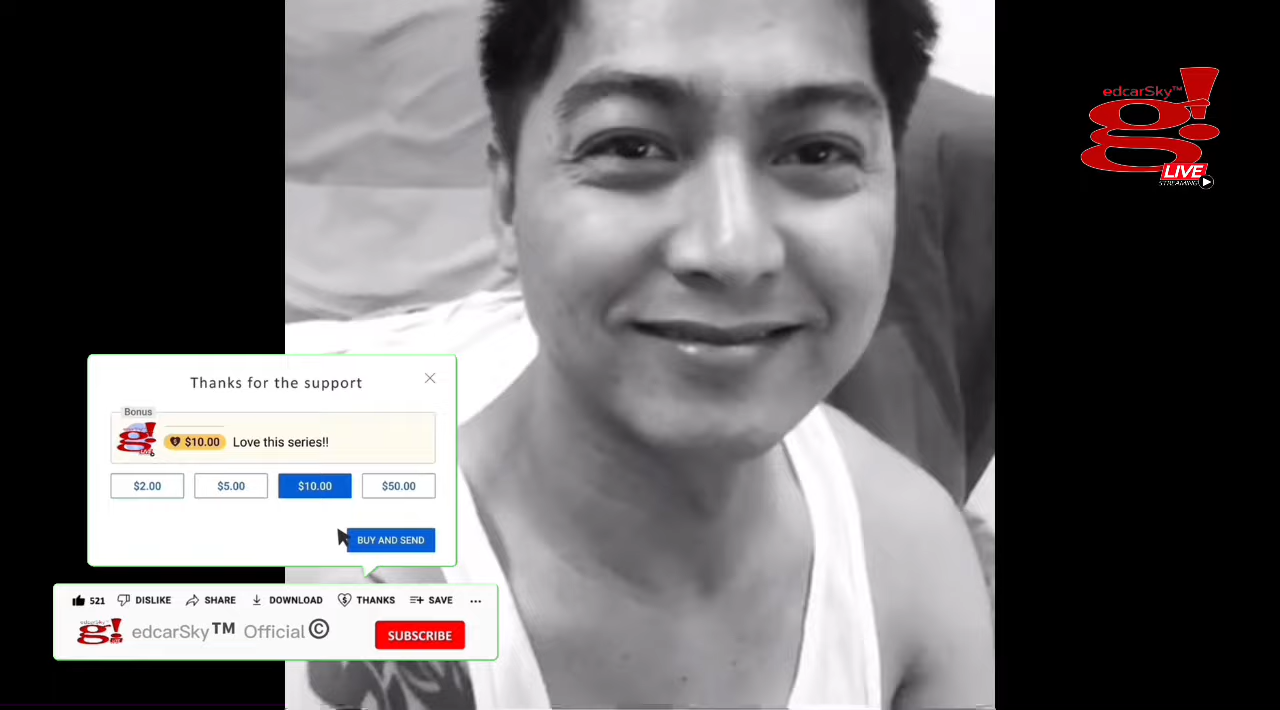 edcarSky™
g!
LIVE
STREAMING
Thanks for the support
Bonus
$10.00 Love this series!!
$2.00 $5.00 $10.00 $50.00
BUY AND SEND
521 DISLIKE SHARE DOWNLOAD THANKS SAVE ...
g! edcarSky™ Official © SUBSCRIBE